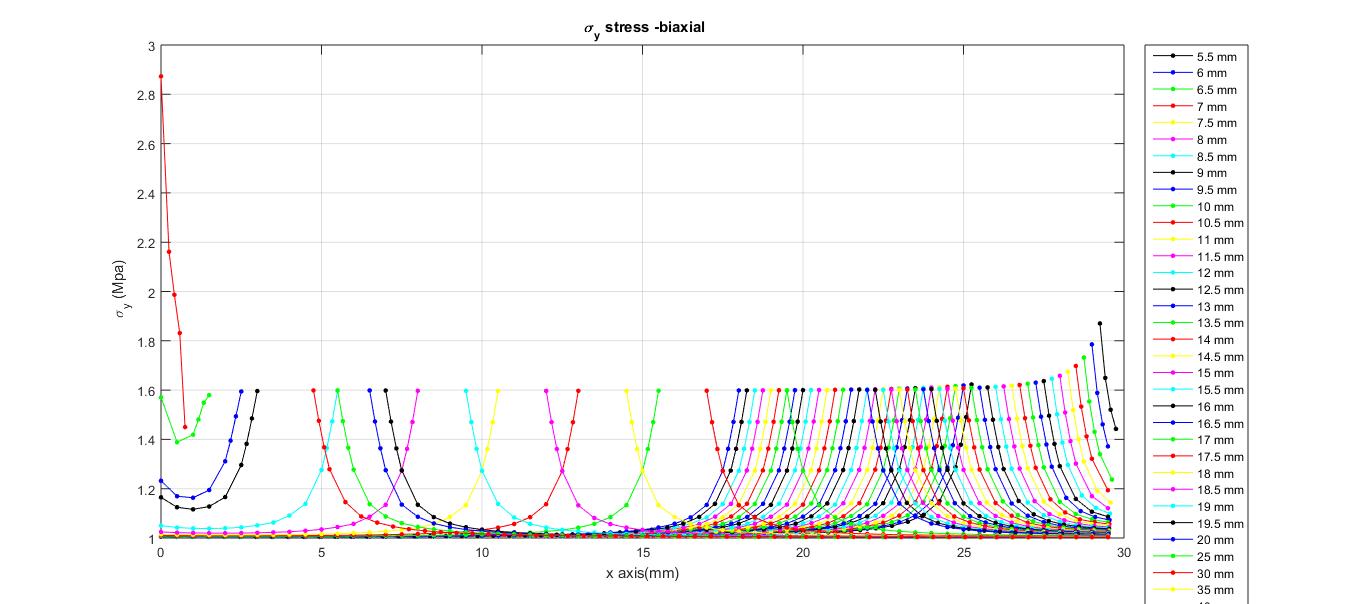 σy stress -biaxial
σy (Mpa)
3
2.8
2.6
2.4
2.2
2
1.8
1.6
1.4
1.2
1
0 5 10 15 20 25 30
x axis(mm)
5.5 mm
6 mm
6.5 mm
7 mm
7.5 mm
8 mm
8.5 mm
9 mm
9.5 mm
10 mm
10.5 mm
11 mm
11.5 mm
12 mm
12.5 mm
13 mm
13.5 mm
14 mm
14.5 mm
15 mm
15.5 mm
16 mm
16.5 mm
17 mm
17.5 mm
18 mm
18.5 mm
19 mm
19.5 mm
20 mm
25 mm
30 mm
35 mm